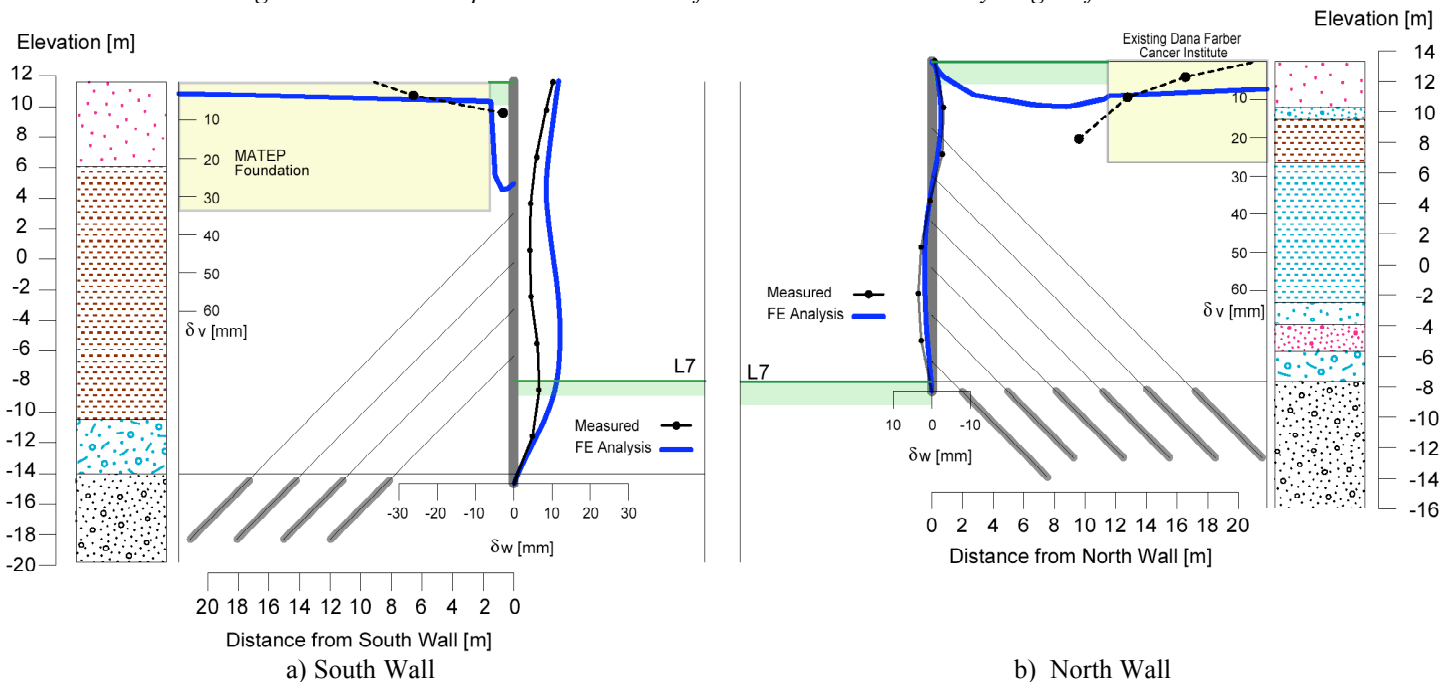 Elevation [m]
12
10
8
6
4
2
0
-2
-4
-6
-8
-10
-12
-14
-16
-18
-20
MATEP
Foundation
10
20
30
40
50
60
δv [mm]
L7
Measured
FE Analysis
-30 -20 -10 0 10 20 30
δw [mm]
20 18 16 14 12 10 8 6 4 2 0
Distance from South Wall [m]
a) South Wall
Elevation [m]
Existing Dana Farber
Cancer Institute
14
12
10
8
6
4
2
0
-2
-4
-6
-8
-10
-12
-14
-16
10
20
30
40
50
60
δv [mm]
Measured
FE Analysis
L7
10 0 -10
δw [mm]
0 2 4 6 8 10 12 14 16 18 20
Distance from North Wall [m]
b) North Wall